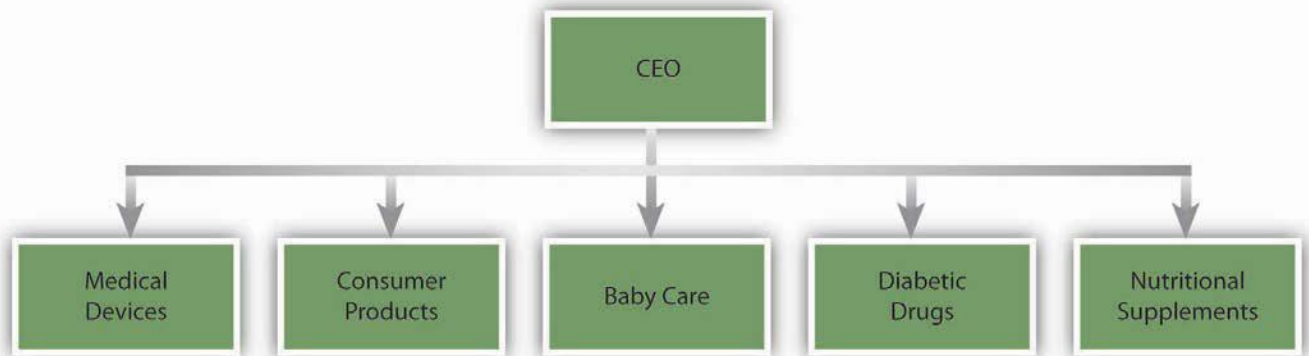 CEO
Medical
Devices
Consumer
Products
Baby Care
Diabetic
Drugs
Nutritional
Supplements